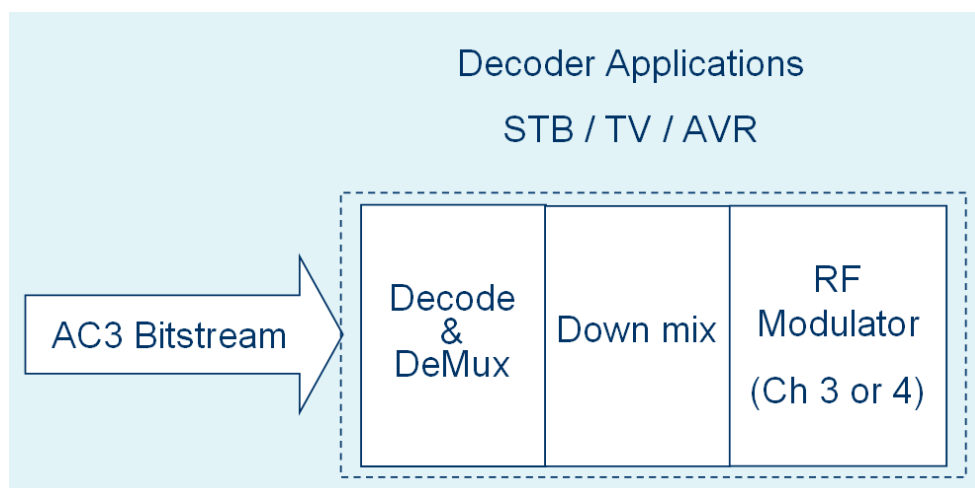 Decoder Applications
STB / TV / AVR
AC3 Bitstream
Decode
&
DeMux
Down mix
RF
Modulator
(Ch 3 or 4)